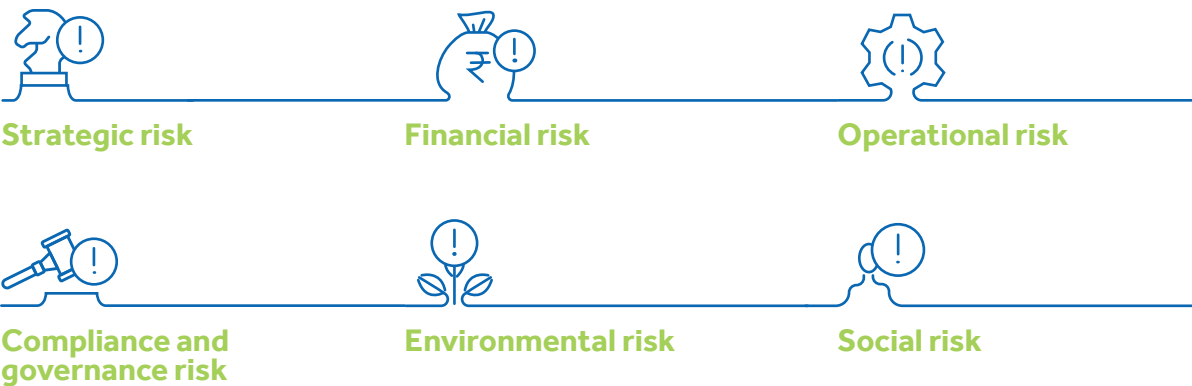 Strategic risk
Financial risk
Operational risk
Compliance and
governance risk
Environmental risk
Social risk